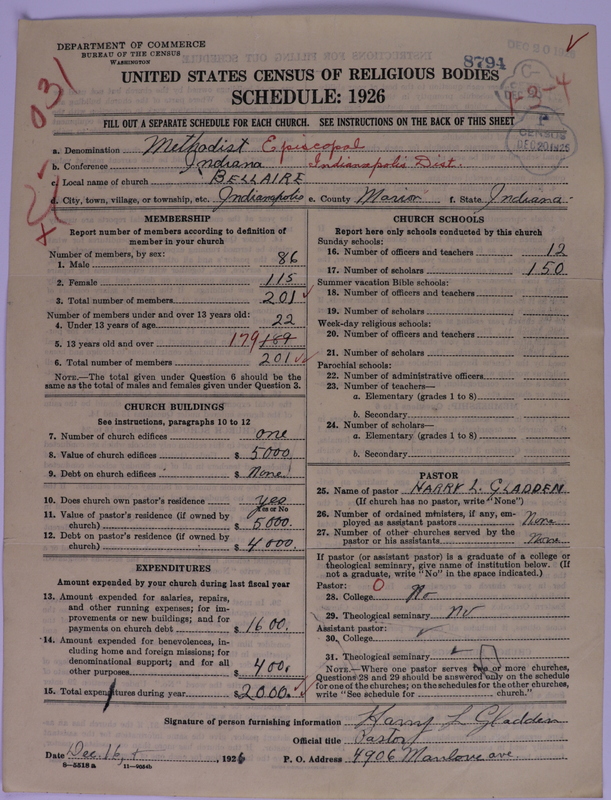 DEPARTMENT OF COMMERCE
BUREAU OF THE CENSUS
WASHINGTON
8794
DEC 20 1926
031
1-9-4
UNITED STATES CENSUS OF RELIGIOUS BODIES
SCHEDULE: 1926
CENSUS
DEC 20 1926
FILL OUT A SEPARATE SCHEDULE FOR EACH CHURCH. SEE INSTRUCTIONS ON THE BACK OF THIS SHEET
a. Denomination Methodist Episcopal
b. Conference Indiana Indianapolis Dist.
c. Local name of church BELLAIRE
d. City, town, village, or township, etc. Indianapolis e. County Marion f. State Indiana
MEMBERSHIP
Report number of members according to definition of
member in your church
Number of members, by sex:
1. Male 86
2. Female 115
3. Total number of members 201
Number of members under and over 13 years old:
4. Under 13 years of age 22
5. 13 years old and over 179 189
6. Total number of members 201
NOTE.—The total given under Question 6 should be
same as the total of males and females given under Question 3.
CHURCH BUILDINGS
See instructions, paragraphs 10 to 12
7. Number of church edifices one
8. Value of church edifices $ 5000
9. Debt on church edifices $ None
10. Does church own pastor's residence yes
Yes or No
11. Value of pastor's residence (if owned by
church) $ 5000
12. Debt on pastor's residence (if owned by
church) $ 4000.
EXPENDITURES
Amount expended by your church during last fiscal year
13. Amount expended for salaries, repairs,
and other running expenses; for im-
provements or new buildings; and for
payments on church debt $ 1600.
14. Amount expended for benevolences, in-
cluding home and foreign missions; for
denominational support; and for all
other purposes $ 400.
15. Total expenditures during year $ 2000.
CHURCH SCHOOLS
Report here only schools conducted by this church
Sunday schools:
16. Number of officers and teachers 12
17. Number of scholars 150
Summer vacation Bible schools:
18. Number of officers and teachers
19. Number of scholars
Week-day religious schools:
20. Number of officers and teachers
21. Number of scholars
Parochial schools:
22. Number of administrative officers
23. Number of teachers—
a. Elementary (grades 1 to 8)
b. Secondary
24. Number of scholars—
a. Elementary (grades 1 to 8)
b. Secondary
PASTOR
25. Name of pastor HARRY L. GLADDEN
(If church has no pastor, write "None")
26. Number of ordained ministers, if any, em-
ployed as assistant pastors None
27. Number of other churches served by the
pastor or his assistants None
If pastor (or assistant pastor) is a graduate of a college or
theological seminary, give name of institution below. (If
not a graduate, write "No" in the space indicated.)
Pastor: O
28. College No
29. Theological seminary No
Assistant pastor:
30. College
31. Theological seminary
NOTE.—Where one pastor serves two or more churches,
Questions 28 and 29 should be answered only on the schedule
for one of the churches; on the schedules for the other churches,
write "See schedule for church."
Signature of person furnishing information Harry L Gladden
Official title Pastor
Date Dec. 16, 1926 P. O. Address 4906 Manlove ave
8-5518a 11-9054b